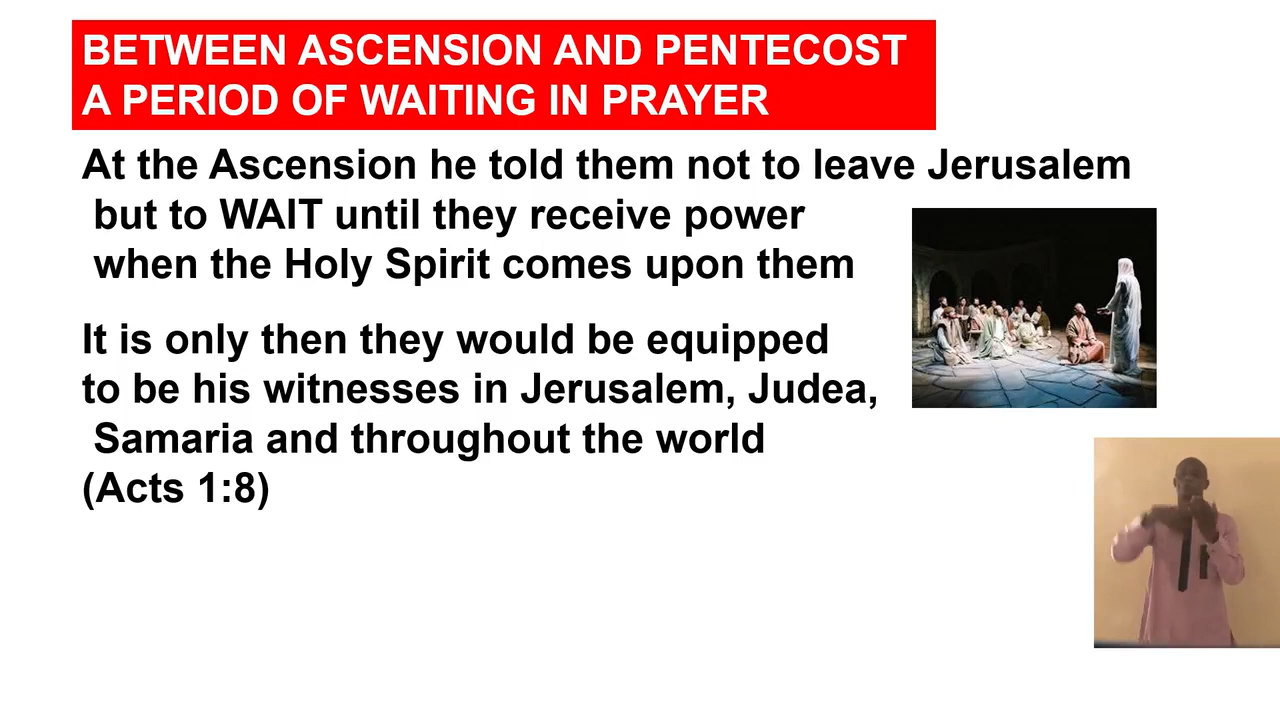 BETWEEN ASCENSION AND PENTECOST
A PERIOD OF WAITING IN PRAYER
At the Ascension he told them not to leave Jerusalem
but to WAIT until they receive power
when the Holy Spirit comes upon them
It is only then they would be equipped
to be his witnesses in Jerusalem, Judea,
Samaria and throughout the world
(Acts 1:8)